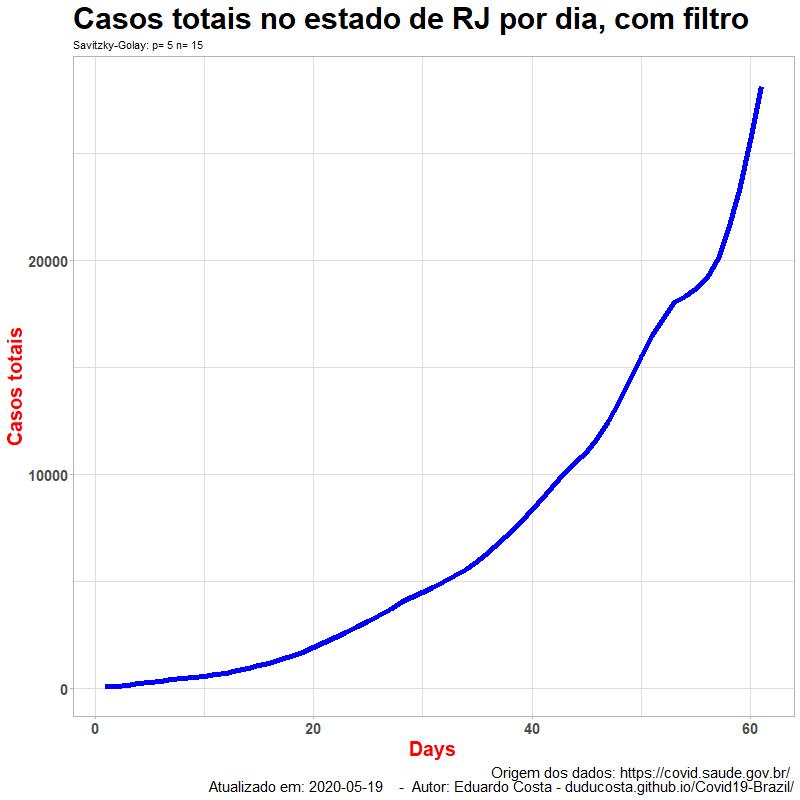 Casos totais no estado de RJ por dia, com filtro
Savitzky-Golay: p= 5 n= 15
20000
10000
0
Casos totais
0 20 40 60
Days
Origem dos dados: https://covid.saude.gov.br/
Atualizado em: 2020-05-19 - Autor: Eduardo Costa - duducosta.github.io/Covid19-Brazil/